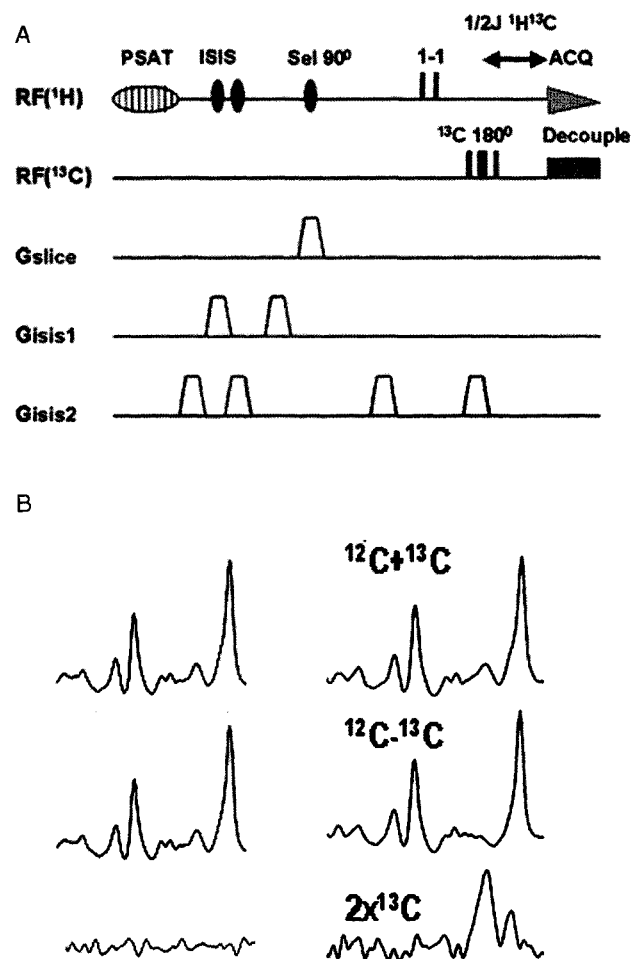 A
1/2J ¹H¹³C
PSAT ISIS Sel 90⁰ 1-1 ACQ
RF(¹H)
¹³C 180⁰ Decouple
RF(¹³C)
Gslice
Gisis1
Gisis2
B
¹²C+¹³C
¹²C-¹³C
2x¹³C